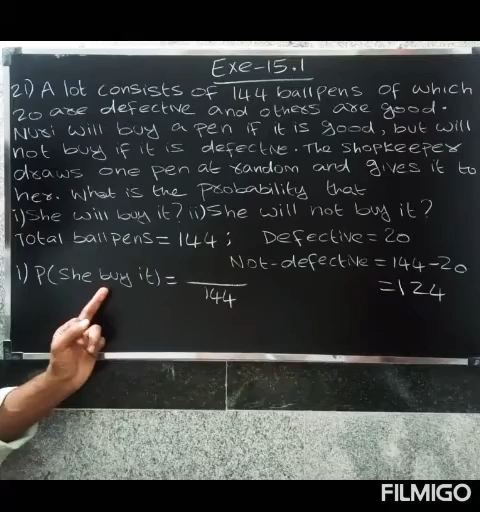 Exe-15.1
21) A lot consists of 144 ballpens of which
20 are defective and others are good.
Nuri will buy a pen if it is good, but will
not buy if it is defective. The shopkeeper
draws one pen at random and gives it to
her. What is the probability that
i) She will buy it? ii) She will not buy it?
Total ballpens = 144; Defective = 20
Not-defective = 144-20
= 124
i) P(She buy it) = —
144
FILMIGO